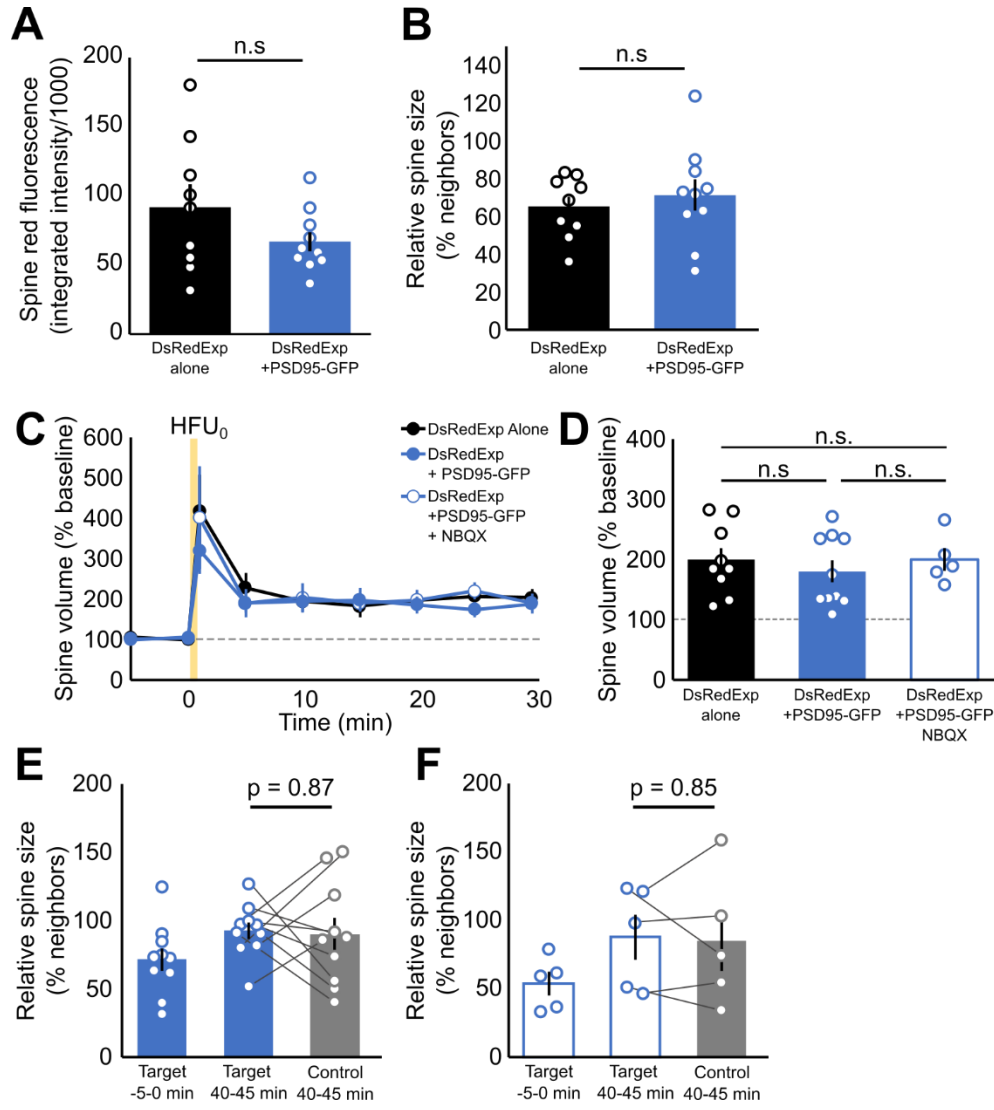 A
Spine red fluorescence
(integrated intensity/1000)
200
150
100
50
0
n.s
DsRedExp
alone
DsRedExp
+PSD95-GFP
B
Relative spine size
(% neighbors)
140
120
100
80
60
40
20
0
n.s
DsRedExp
alone
DsRedExp
+PSD95-GFP
C
Spine volume (% baseline)
600
500
400
300
200
100
0
HFU0
DsRedExp Alone
DsRedExp
+ PSD95-GFP
DsRedExp
+PSD95-GFP
+ NBQX
0
10
20
30
Time (min)
D
Spine volume (% baseline)
400
300
200
100
0
n.s.
n.s
n.s.
DsRedExp
alone
DsRedExp
+PSD95-GFP
DsRedExp
+PSD95-GFP
NBQX
E
Relative spine size
(% neighbors)
200
150
100
50
0
p = 0.87
Target
-5-0 min
Target
40-45 min
Control
40-45 min
F
Relative spine size
(% neighbors)
200
150
100
50
0
p = 0.85
Target
-5-0 min
Target
40-45 min
Control
40-45 min